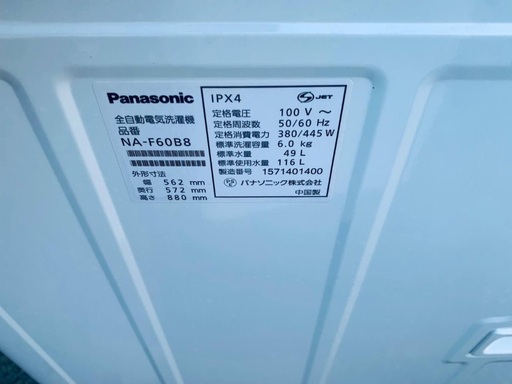 Panasonic
全自動電気洗濯機
品番
NA-F60B8
外形寸法
幅 562 mm
奥行 572 mm
高さ 880 mm
IPX4
JET
定格電圧 100 V ～
定格周波数 50/60 Hz
定格消費電力 380/445 W
標準洗濯容量 6.0 kg
標準水量 49 L
標準使用水量 116 L
製造番号 1571401400
パナソニック株式会社
中国製